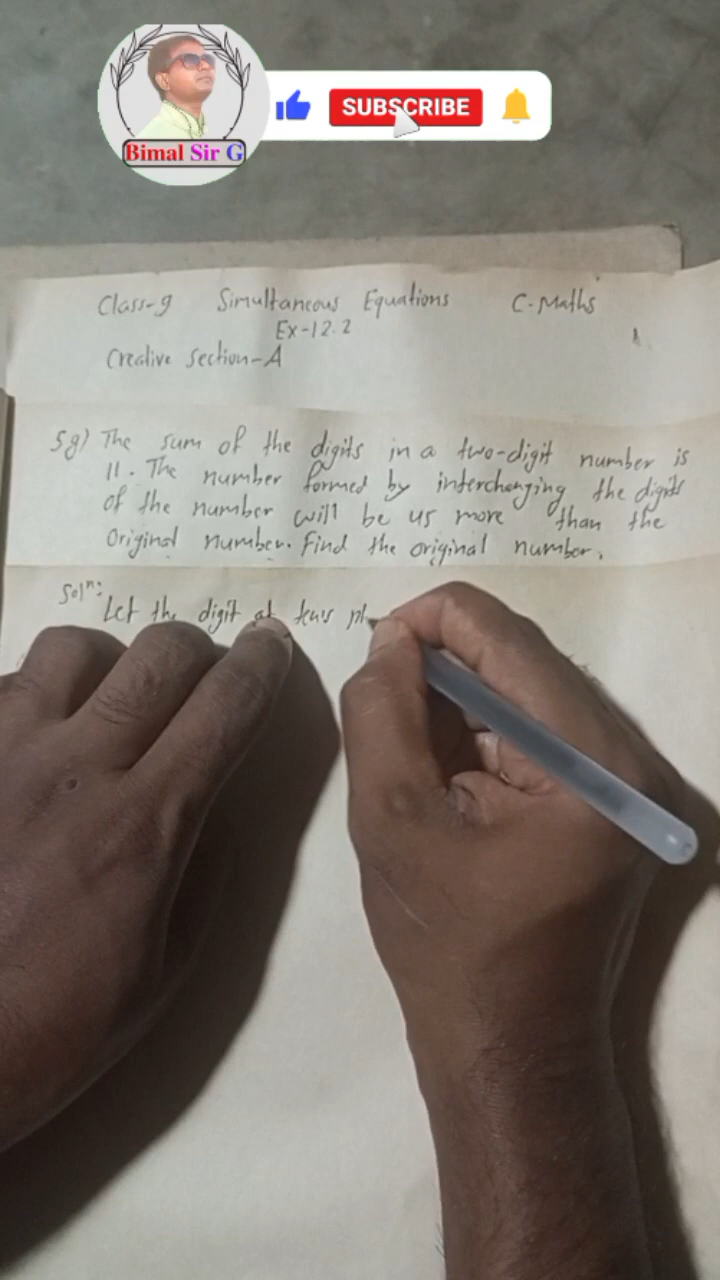 Bimal Sir G
SUBSCRIBE
Class-9 Simultaneous Equations C-Maths
Ex-12.2
Creative section-A
5g) The sum of the digits in a two-digit number is
11. The number formed by interchanging the digits
of the number will be us more than the
original number. Find the original number.
Solⁿ:
Let the digit at tens pl